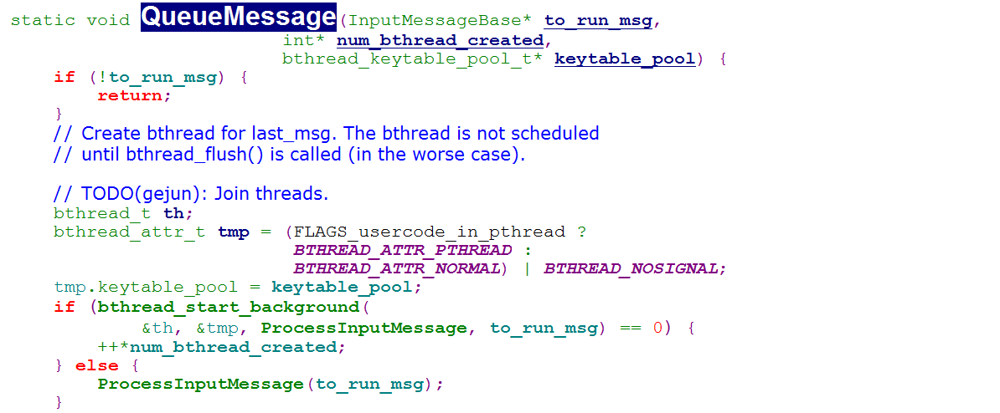 static void QueueMessage(InputMessageBase* to_run_msg,
                         int* num_bthread_created,
                         bthread_keytable_pool_t* keytable_pool) {
    if (!to_run_msg) {
        return;
    }
    // Create bthread for last_msg. The bthread is not scheduled
    // until bthread_flush() is called (in the worse case).

    // TODO(gejun): Join threads.
    bthread_t th;
    bthread_attr_t tmp = (FLAGS_usercode_in_pthread ?
                          BTHREAD_ATTR_PTHREAD :
                          BTHREAD_ATTR_NORMAL) | BTHREAD_NOSIGNAL;
    tmp.keytable_pool = keytable_pool;
    if (bthread_start_background(
            &th, &tmp, ProcessInputMessage, to_run_msg) == 0) {
        ++*num_bthread_created;
    } else {
        ProcessInputMessage(to_run_msg);
    }